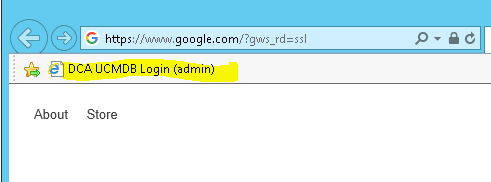 https://www.google.com/?gws_rd=ssl
DCA UCMDB Login (admin)
About Store